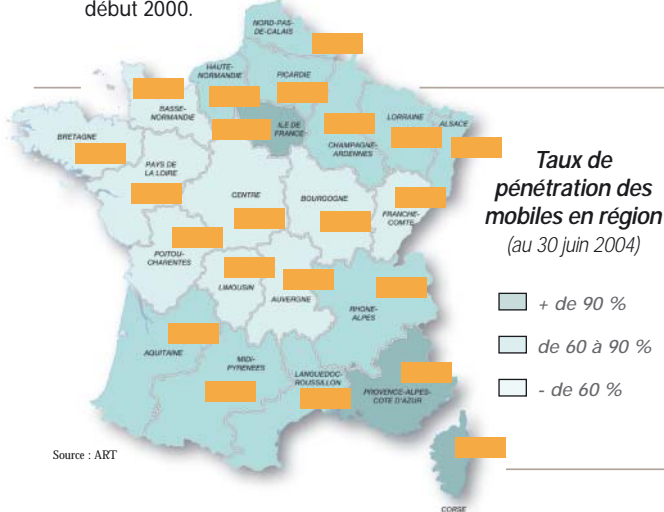 début 2000.
NORD-PAS-
DE-CALAIS
HAUTE-
NORMANDIE
PICARDIE
BASSE-
NORMANDIE
ILE DE
FRANCE
CHAMPAGNE-
ARDENNES
LORRAINE
ALSACE
BRETAGNE
PAYS DE
LA LOIRE
CENTRE
BOURGOGNE
FRANCHE-
COMTE
POITOU-
CHARENTES
LIMOUSIN
AUVERGNE
RHONE-
ALPES
AQUITAINE
MIDI-
PYRENEES
LANGUEDOC-
ROUSSILLON
PROVENCE-ALPES-
COTE D'AZUR
CORSE
Taux de
pénétration des
mobiles en région
(au 30 juin 2004)
+ de 90 %
de 60 à 90 %
- de 60 %
Source : ART